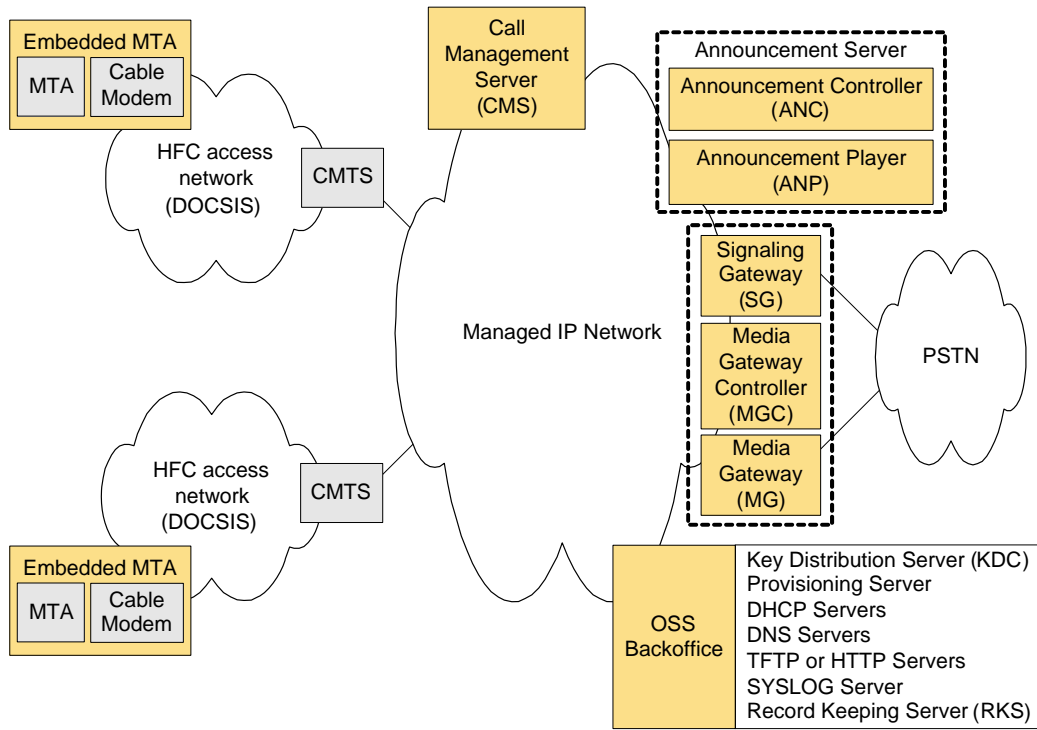 Embedded MTA
MTA
Cable
Modem
HFC access
network
(DOCSIS)
CMTS
Call
Management
Server
(CMS)
Announcement Server
Announcement Controller
(ANC)
Announcement Player
(ANP)
Signaling
Gateway
(SG)
Managed IP Network
Media
Gateway
Controller
(MGC)
PSTN
Media
Gateway
(MG)
HFC access
network
(DOCSIS)
CMTS
Embedded MTA
MTA
Cable
Modem
OSS
Backoffice
Key Distribution Server (KDC)
Provisioning Server
DHCP Servers
DNS Servers
TFTP or HTTP Servers
SYSLOG Server
Record Keeping Server (RKS)